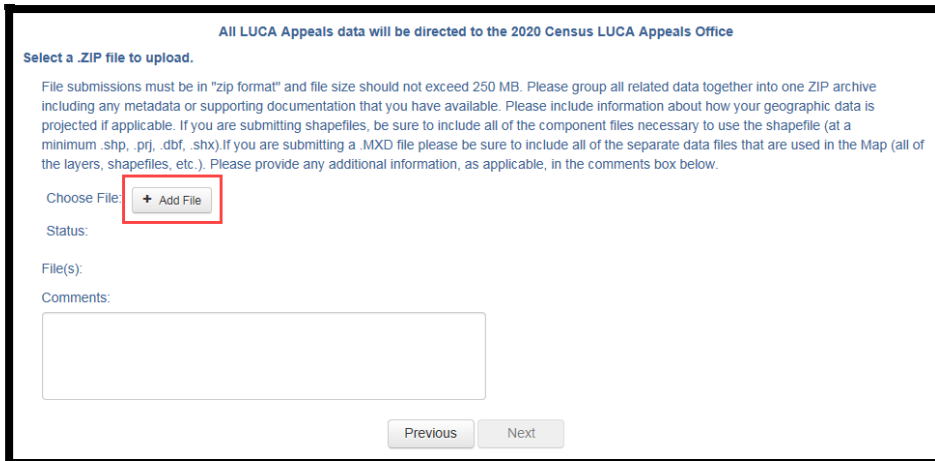 All LUCA Appeals data will be directed to the 2020 Census LUCA Appeals Office
Select a .ZIP file to upload.
File submissions must be in "zip format" and file size should not exceed 250 MB. Please group all related data together into one ZIP archive
including any metadata or supporting documentation that you have available. Please include information about how your geographic data is
projected if applicable. If you are submitting shapefiles, be sure to include all of the component files necessary to use the shapefile (at a
minimum .shp, .prj, .dbf, .shx).If you are submitting a .MXD file please be sure to include all of the separate data files that are used in the Map (all of
the layers, shapefiles, etc.). Please provide any additional information, as applicable, in the comments box below.
Choose File: + Add File
Status:
File(s):
Comments:
Previous Next